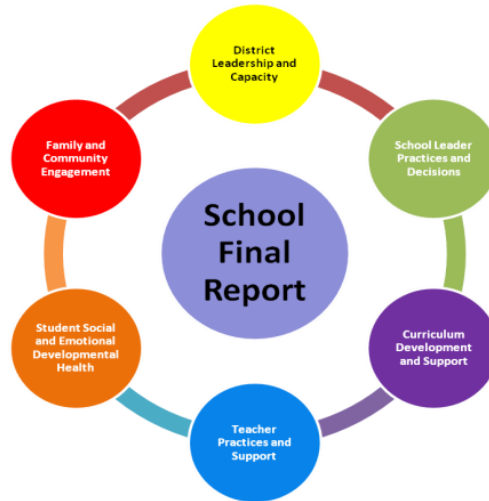 District
Leadership and
Capacity
School Leader
Practices and
Decisions
Curriculum
Development
and Support
Teacher
Practices and
Support
Student Social
and Emotional
Developmental
Health
Family and
Community
Engagement
School
Final
Report